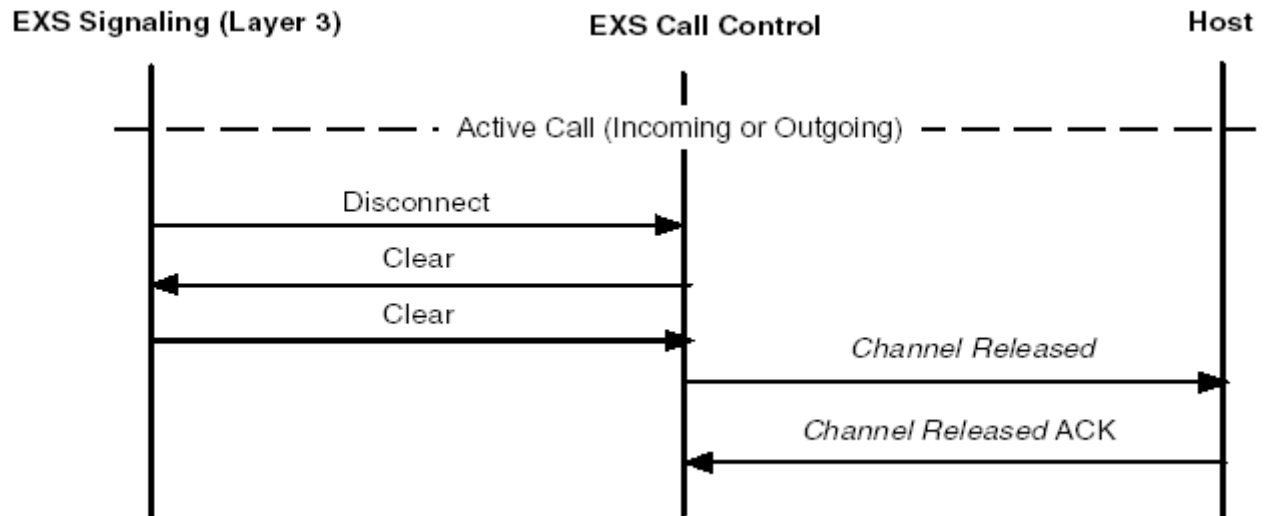 EXS Signaling (Layer 3)
EXS Call Control
Host
Active Call (Incoming or Outgoing)
Disconnect
Clear
Clear
Channel Released
Channel Released ACK